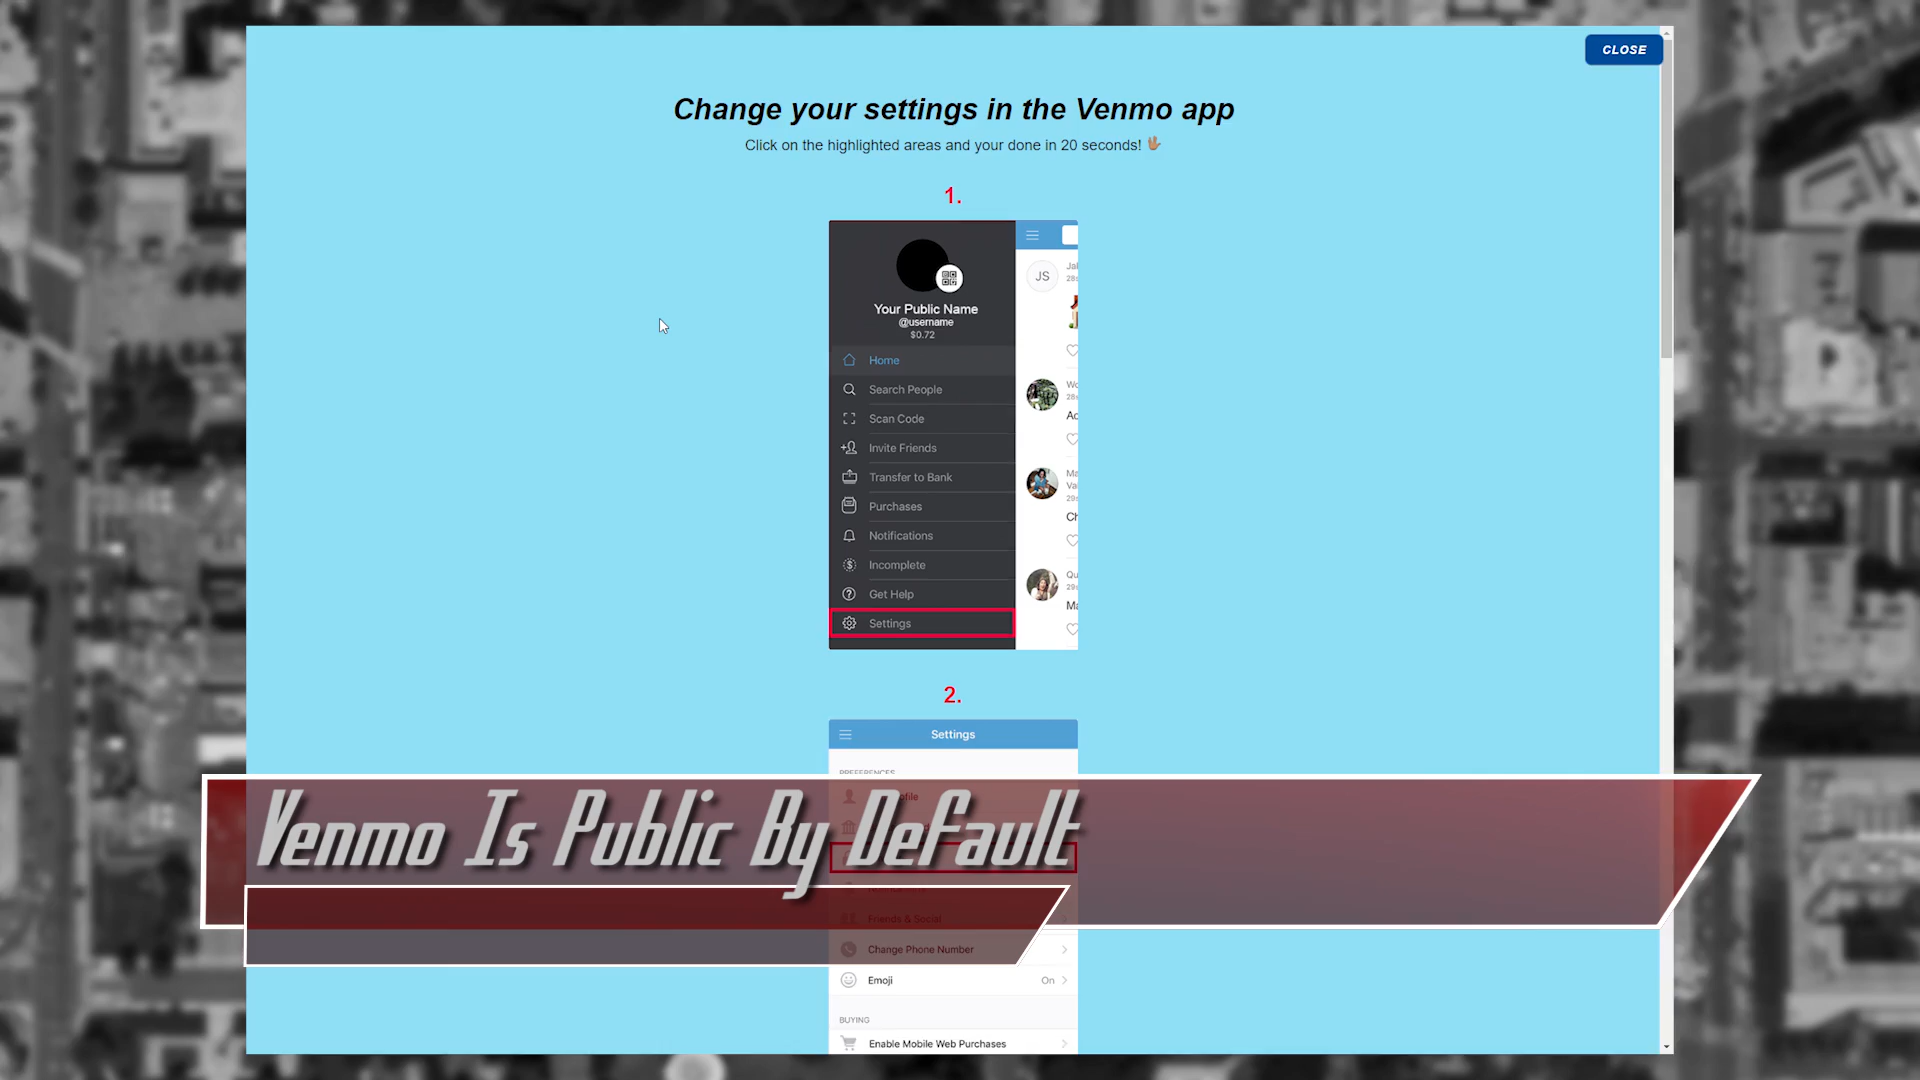 CLOSE
Change your settings in the Venmo app
Click on the highlighted areas and your done in 20 seconds! 🖖🏽
1.
Your Public Name
@username
$0.72
Home
Search People
Scan Code
Invite Friends
Transfer to Bank
Purchases
Notifications
Incomplete
Get Help
Settings
JS
2.
Settings
PREFERENCES
Venmo Is Public By Default
Friends & Social
Change Phone Number
Emoji On
BUYING
Enable Mobile Web Purchases